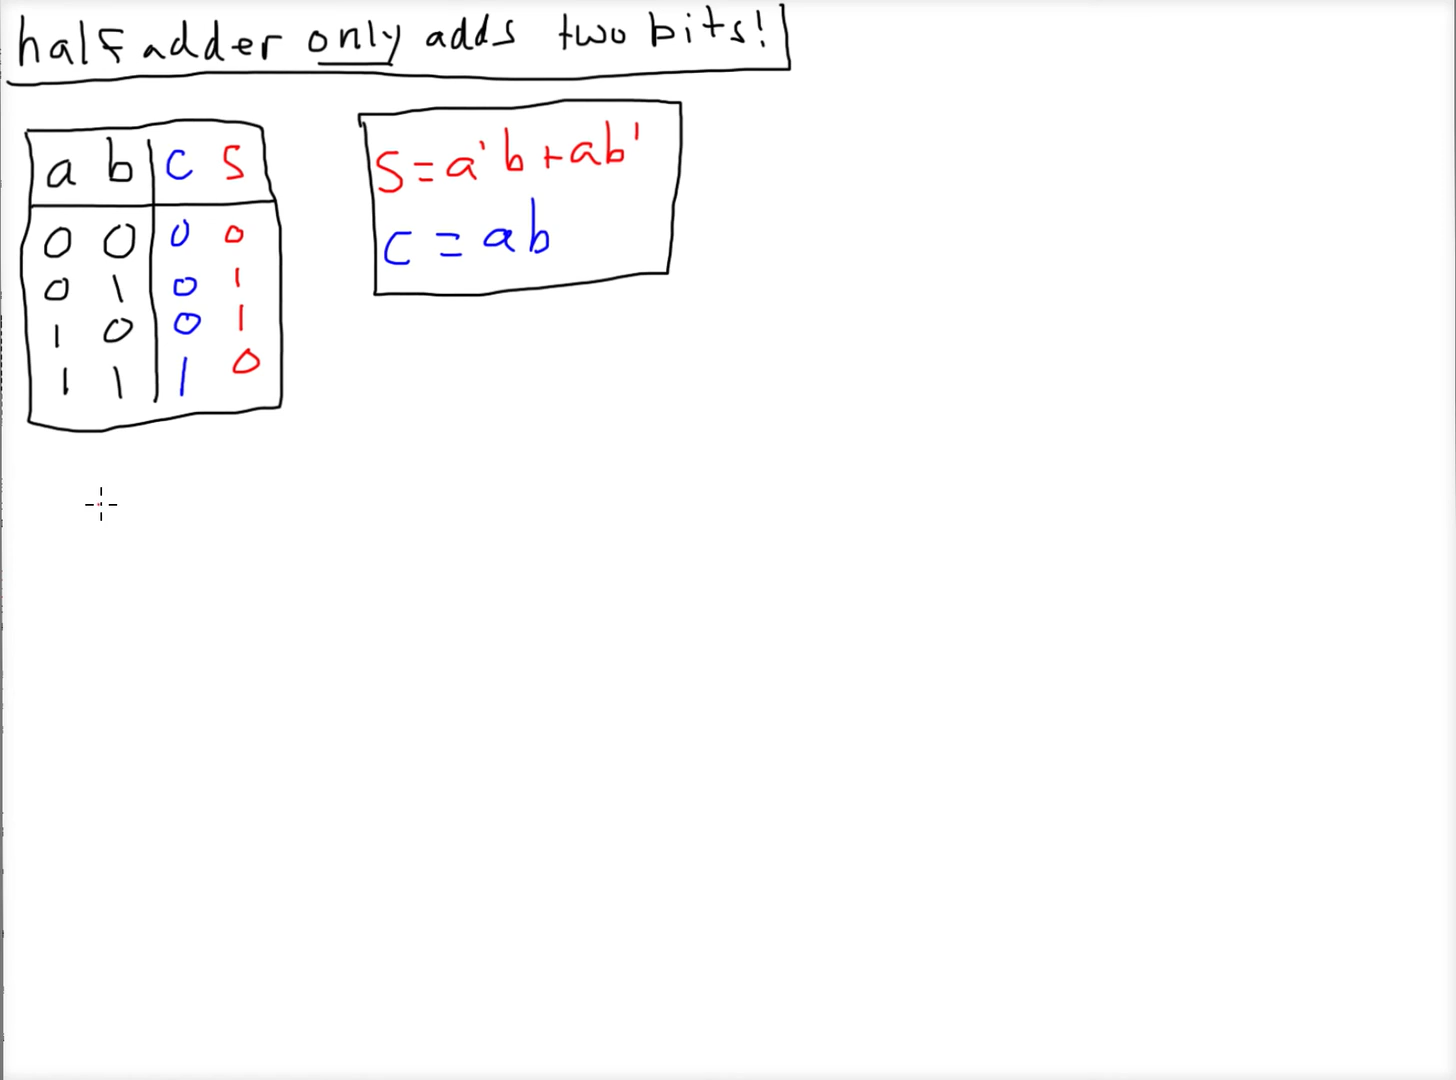 half adder only adds two bits!
a b c s
0 0 0 0
0 1 0 1
1 0 0 1
1 1 1 0
s = a'b + ab'
c = ab